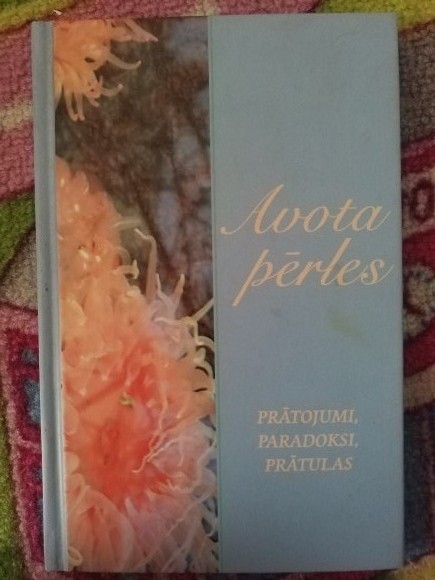 Avota
pērles
PRĀTOJUMI,
PARADOKSI,
PRĀTULAS